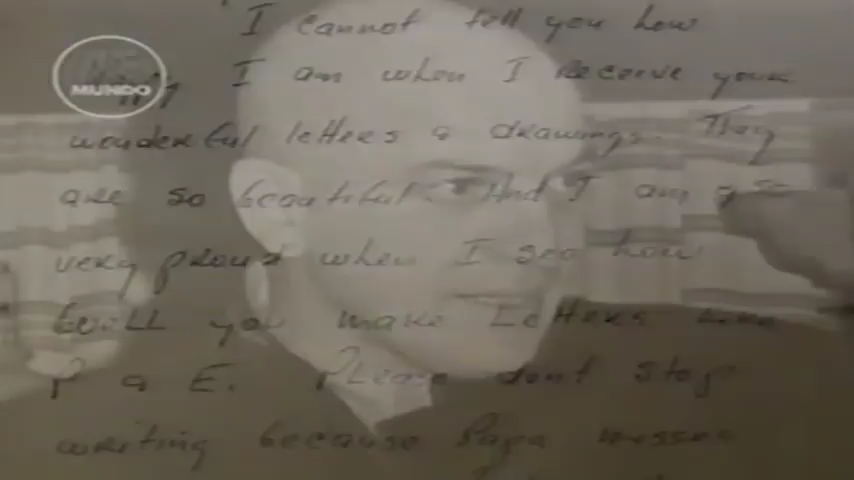 I cannot tell you how
MUNDO
I am when I Receive your
wonderful letters & drawings. They
are so beautiful And I am
very proud when I see how
well you make Letters like
P & E. Please dont stop
writing because Papa misses